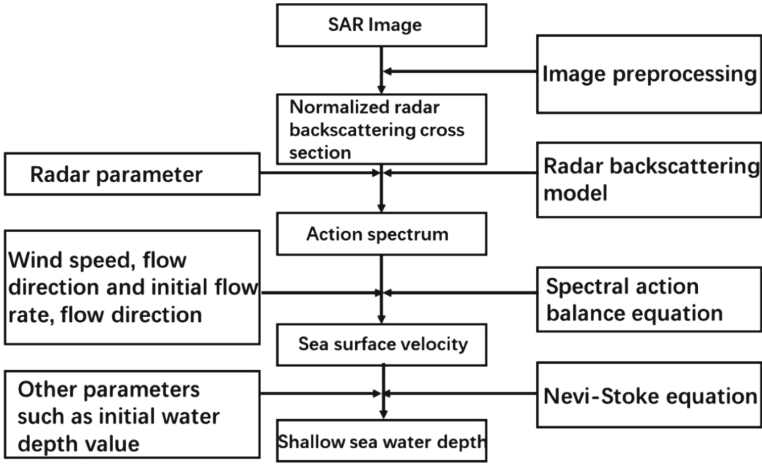 SAR Image
Image preprocessing
Normalized radar
backscattering cross
section
Radar parameter
Radar backscattering
model
Action spectrum
Wind speed, flow
direction and initial flow
rate, flow direction
Spectral action
balance equation
Sea surface velocity
Other parameters
such as initial water
depth value
Nevi-Stoke equation
Shallow sea water depth